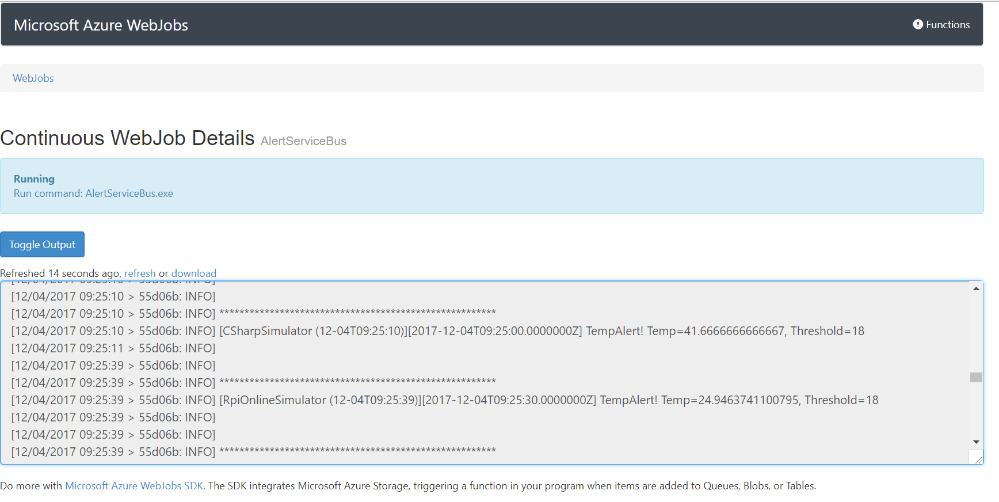 Microsoft Azure WebJobs
Functions
WebJobs
Continuous WebJob Details AlertServiceBus
Running
Run command: AlertServiceBus.exe
Toggle Output
Refreshed 14 seconds ago, refresh or download
[12/04/2017 09:25:10 > 55d06b: INFO]
[12/04/2017 09:25:10 > 55d06b: INFO]
[12/04/2017 09:25:10 > 55d06b: INFO] *******************************************************
[12/04/2017 09:25:10 > 55d06b: INFO] [CSharpSimulator (12-04T09:25:10)][2017-12-04T09:25:00.0000000Z] TempAlert! Temp=41.6666666666667, Threshold=18
[12/04/2017 09:25:11 > 55d06b: INFO]
[12/04/2017 09:25:39 > 55d06b: INFO]
[12/04/2017 09:25:39 > 55d06b: INFO] *******************************************************
[12/04/2017 09:25:39 > 55d06b: INFO] [RpiOnlineSimulator (12-04T09:25:39)][2017-12-04T09:25:30.0000000Z] TempAlert! Temp=24.9463741100795, Threshold=18
[12/04/2017 09:25:39 > 55d06b: INFO]
[12/04/2017 09:25:39 > 55d06b: INFO]
[12/04/2017 09:25:39 > 55d06b: INFO] *******************************************************
Do more with Microsoft Azure WebJobs SDK. The SDK integrates Microsoft Azure Storage, triggering a function in your program when items are added to Queues, Blobs, or Tables.